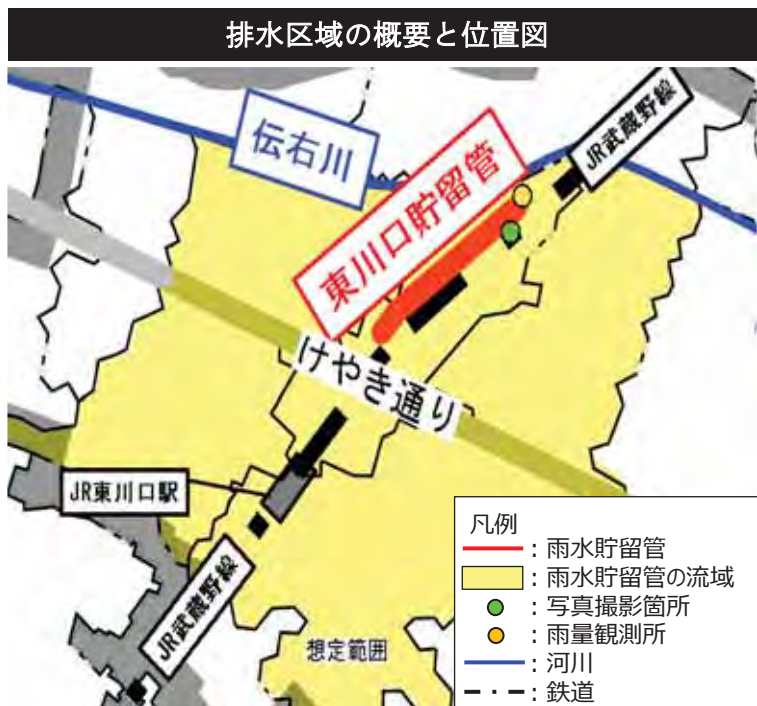 排水区域の概要と位置図
伝右川
JR武蔵野線
東川口貯留管
けやき通り
JR東川口駅
JR武蔵野線
想定範囲
凡例
：雨水貯留管
：雨水貯留管の流域
：写真撮影箇所
：雨量観測所
：河川
：鉄道